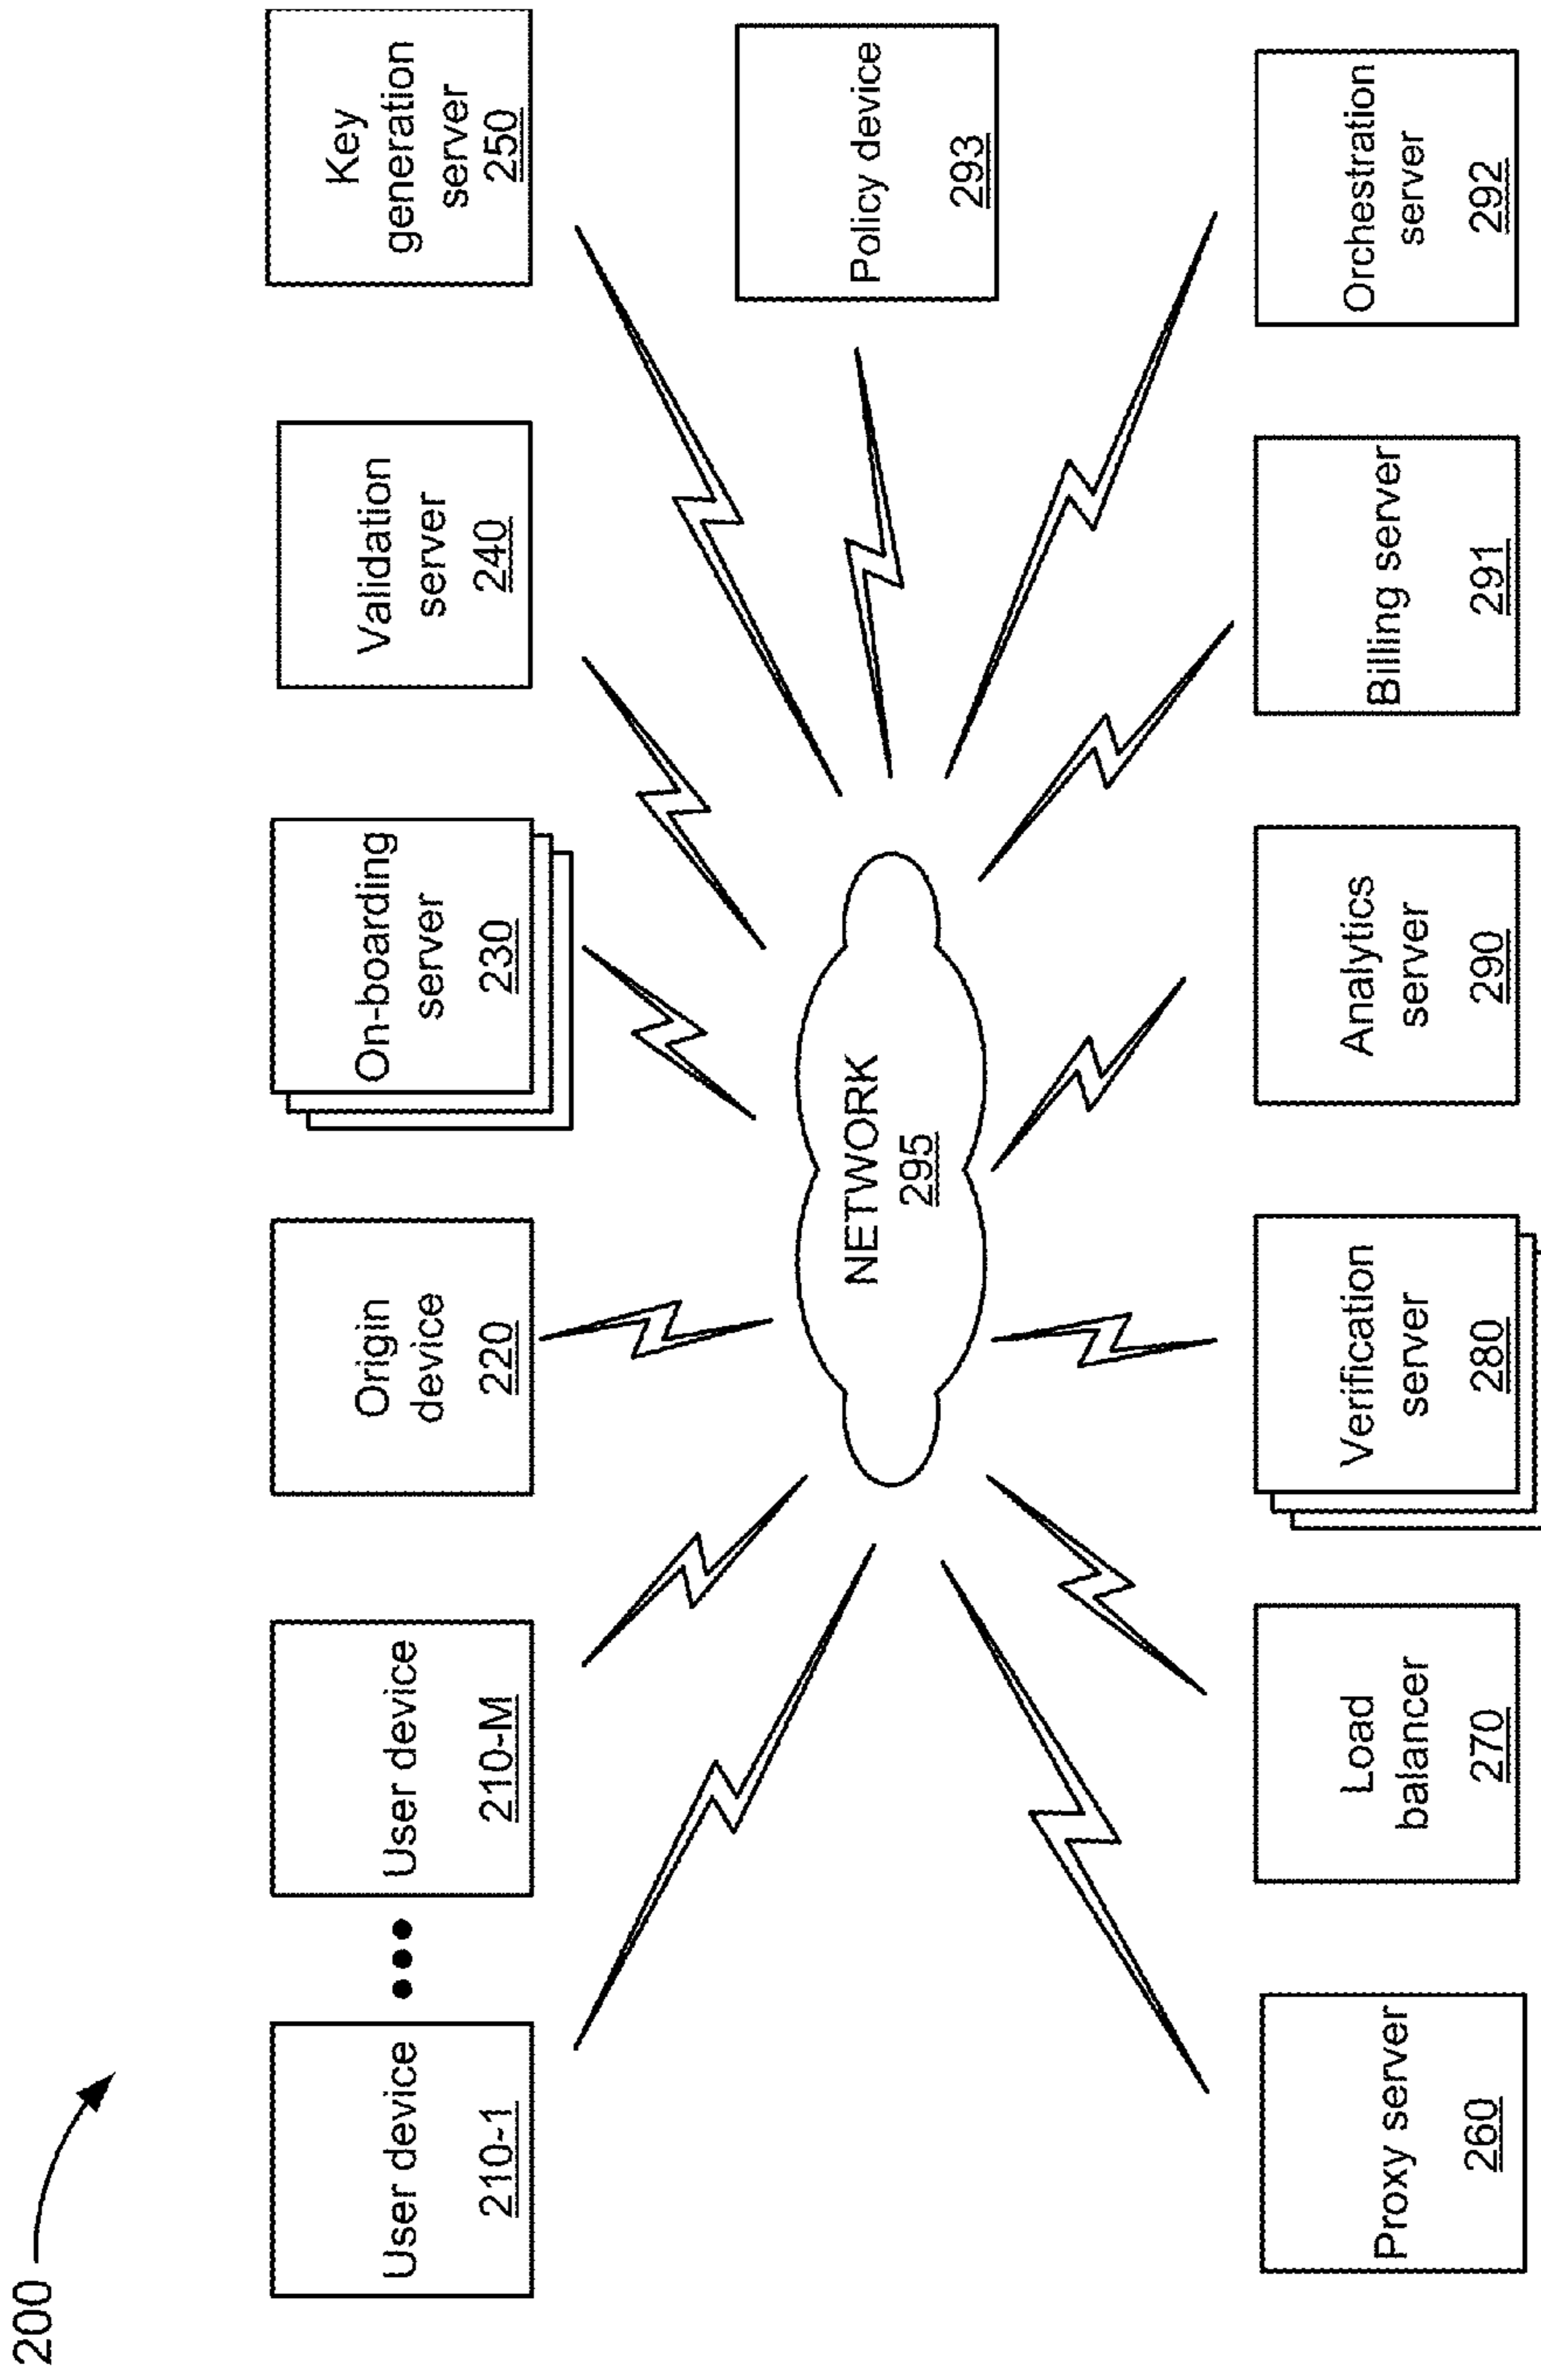 200
User device
210-1
User device
210-M
Origin
device
220
On-boarding
server
230
Validation
server
240
Key
generation
server
250
NETWORK
295
Policy device
293
Proxy server
260
Load
balancer
270
Verification
server
280
Analytics
server
290
Billing server
291
Orchestration
server
292